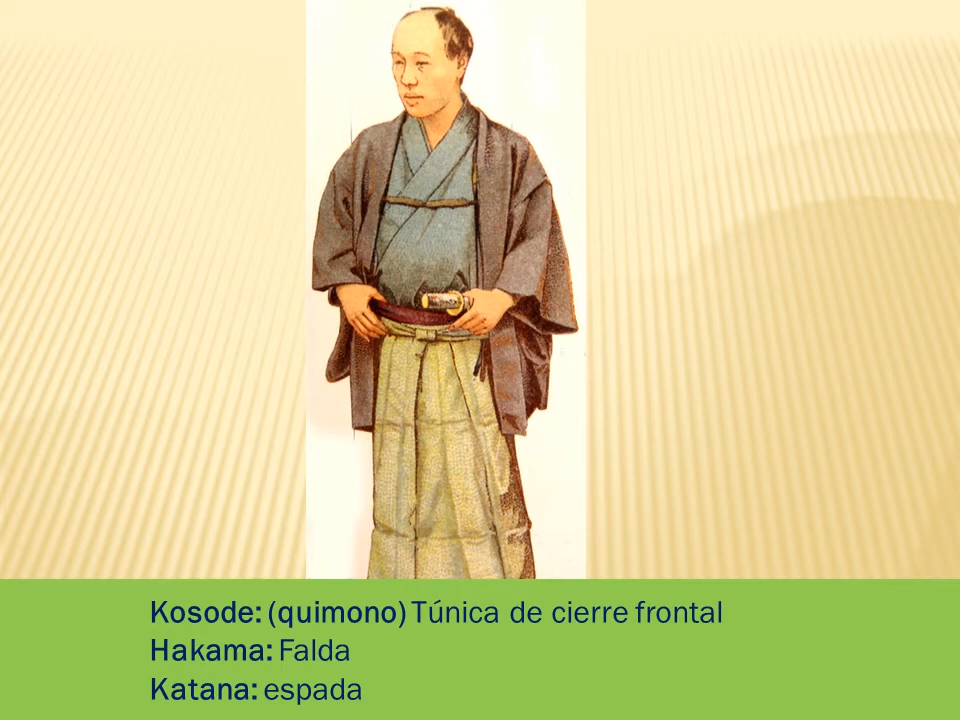 Kosode: (quimono) Túnica de cierre frontal
Hakama: Falda
Katana: espada